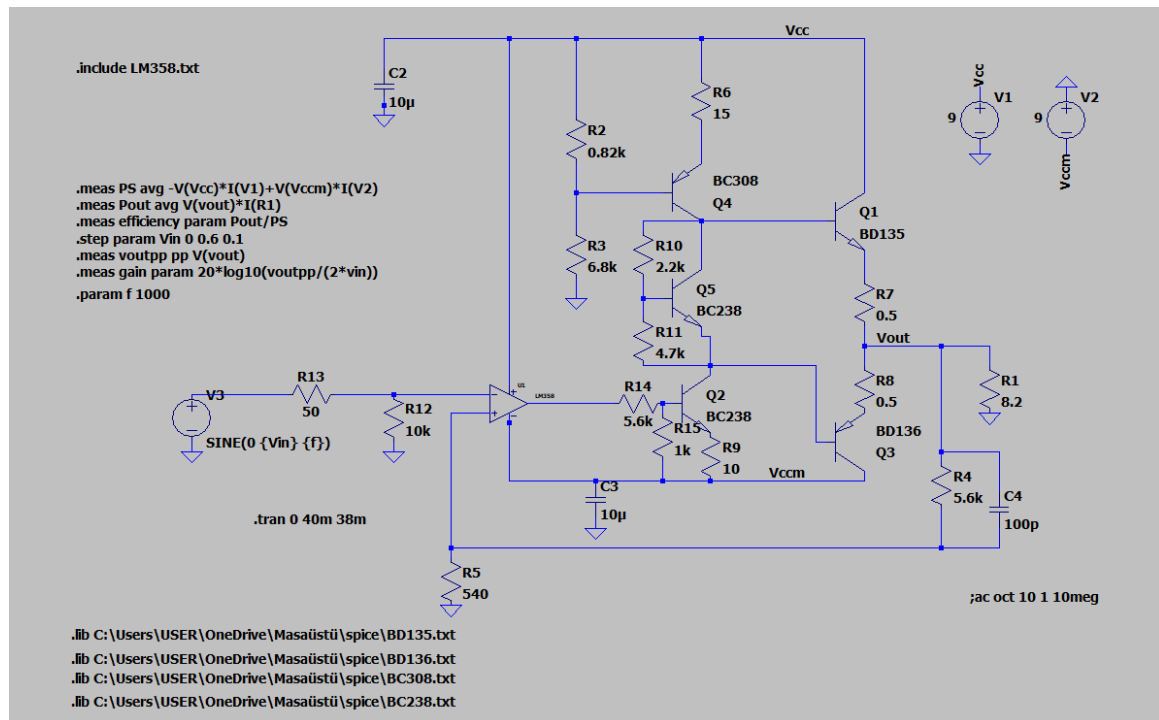 Vcc
.include LM358.txt
C2
10µ
R2
0.82k
R6
15
Vcc
V1
9
V2
9
Vccm
BC308
Q4
.meas PS avg -V(Vcc)*I(V1)+V(Vccm)*I(V2)
.meas Pout avg V(vout)*I(R1)
.meas efficiency param Pout/PS
.step param Vin 0 0.6 0.1
.meas voutpp pp V(vout)
.meas gain param 20*log10(voutpp/(2*vin))
.param f 1000
R3
6.8k
R10
2.2k
Q1
BD135
Q5
BC238
R7
0.5
R11
4.7k
Vout
R13
50
V3
R12
10k
SINE(0 {Vin} {f})
U1
LM358
R14
5.6k
Q2
BC238
R15
1k
R9
10
R8
0.5
R1
8.2
BD136
Q3
Vccm
C3
10µ
R4
5.6k
C4
100p
.tran 0 40m 38m
R5
540
;ac oct 10 1 10meg
.lib C:\Users\USER\OneDrive\Masaüstü\spice\BD135.txt
.lib C:\Users\USER\OneDrive\Masaüstü\spice\BD136.txt
.lib C:\Users\USER\OneDrive\Masaüstü\spice\BC308.txt
.lib C:\Users\USER\OneDrive\Masaüstü\spice\BC238.txt